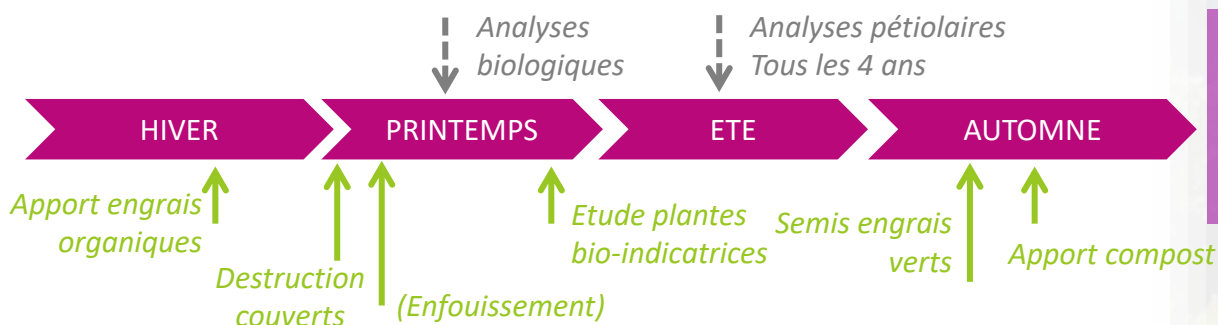 Analyses
biologiques
Analyses pétiolaires
Tous les 4 ans
HIVER
PRINTEMPS
ETE
AUTOMNE
Apport engrais
organiques
Destruction
couverts
(Enfouissement)
Etude plantes
bio-indicatrices
Semis engrais
verts
Apport compost